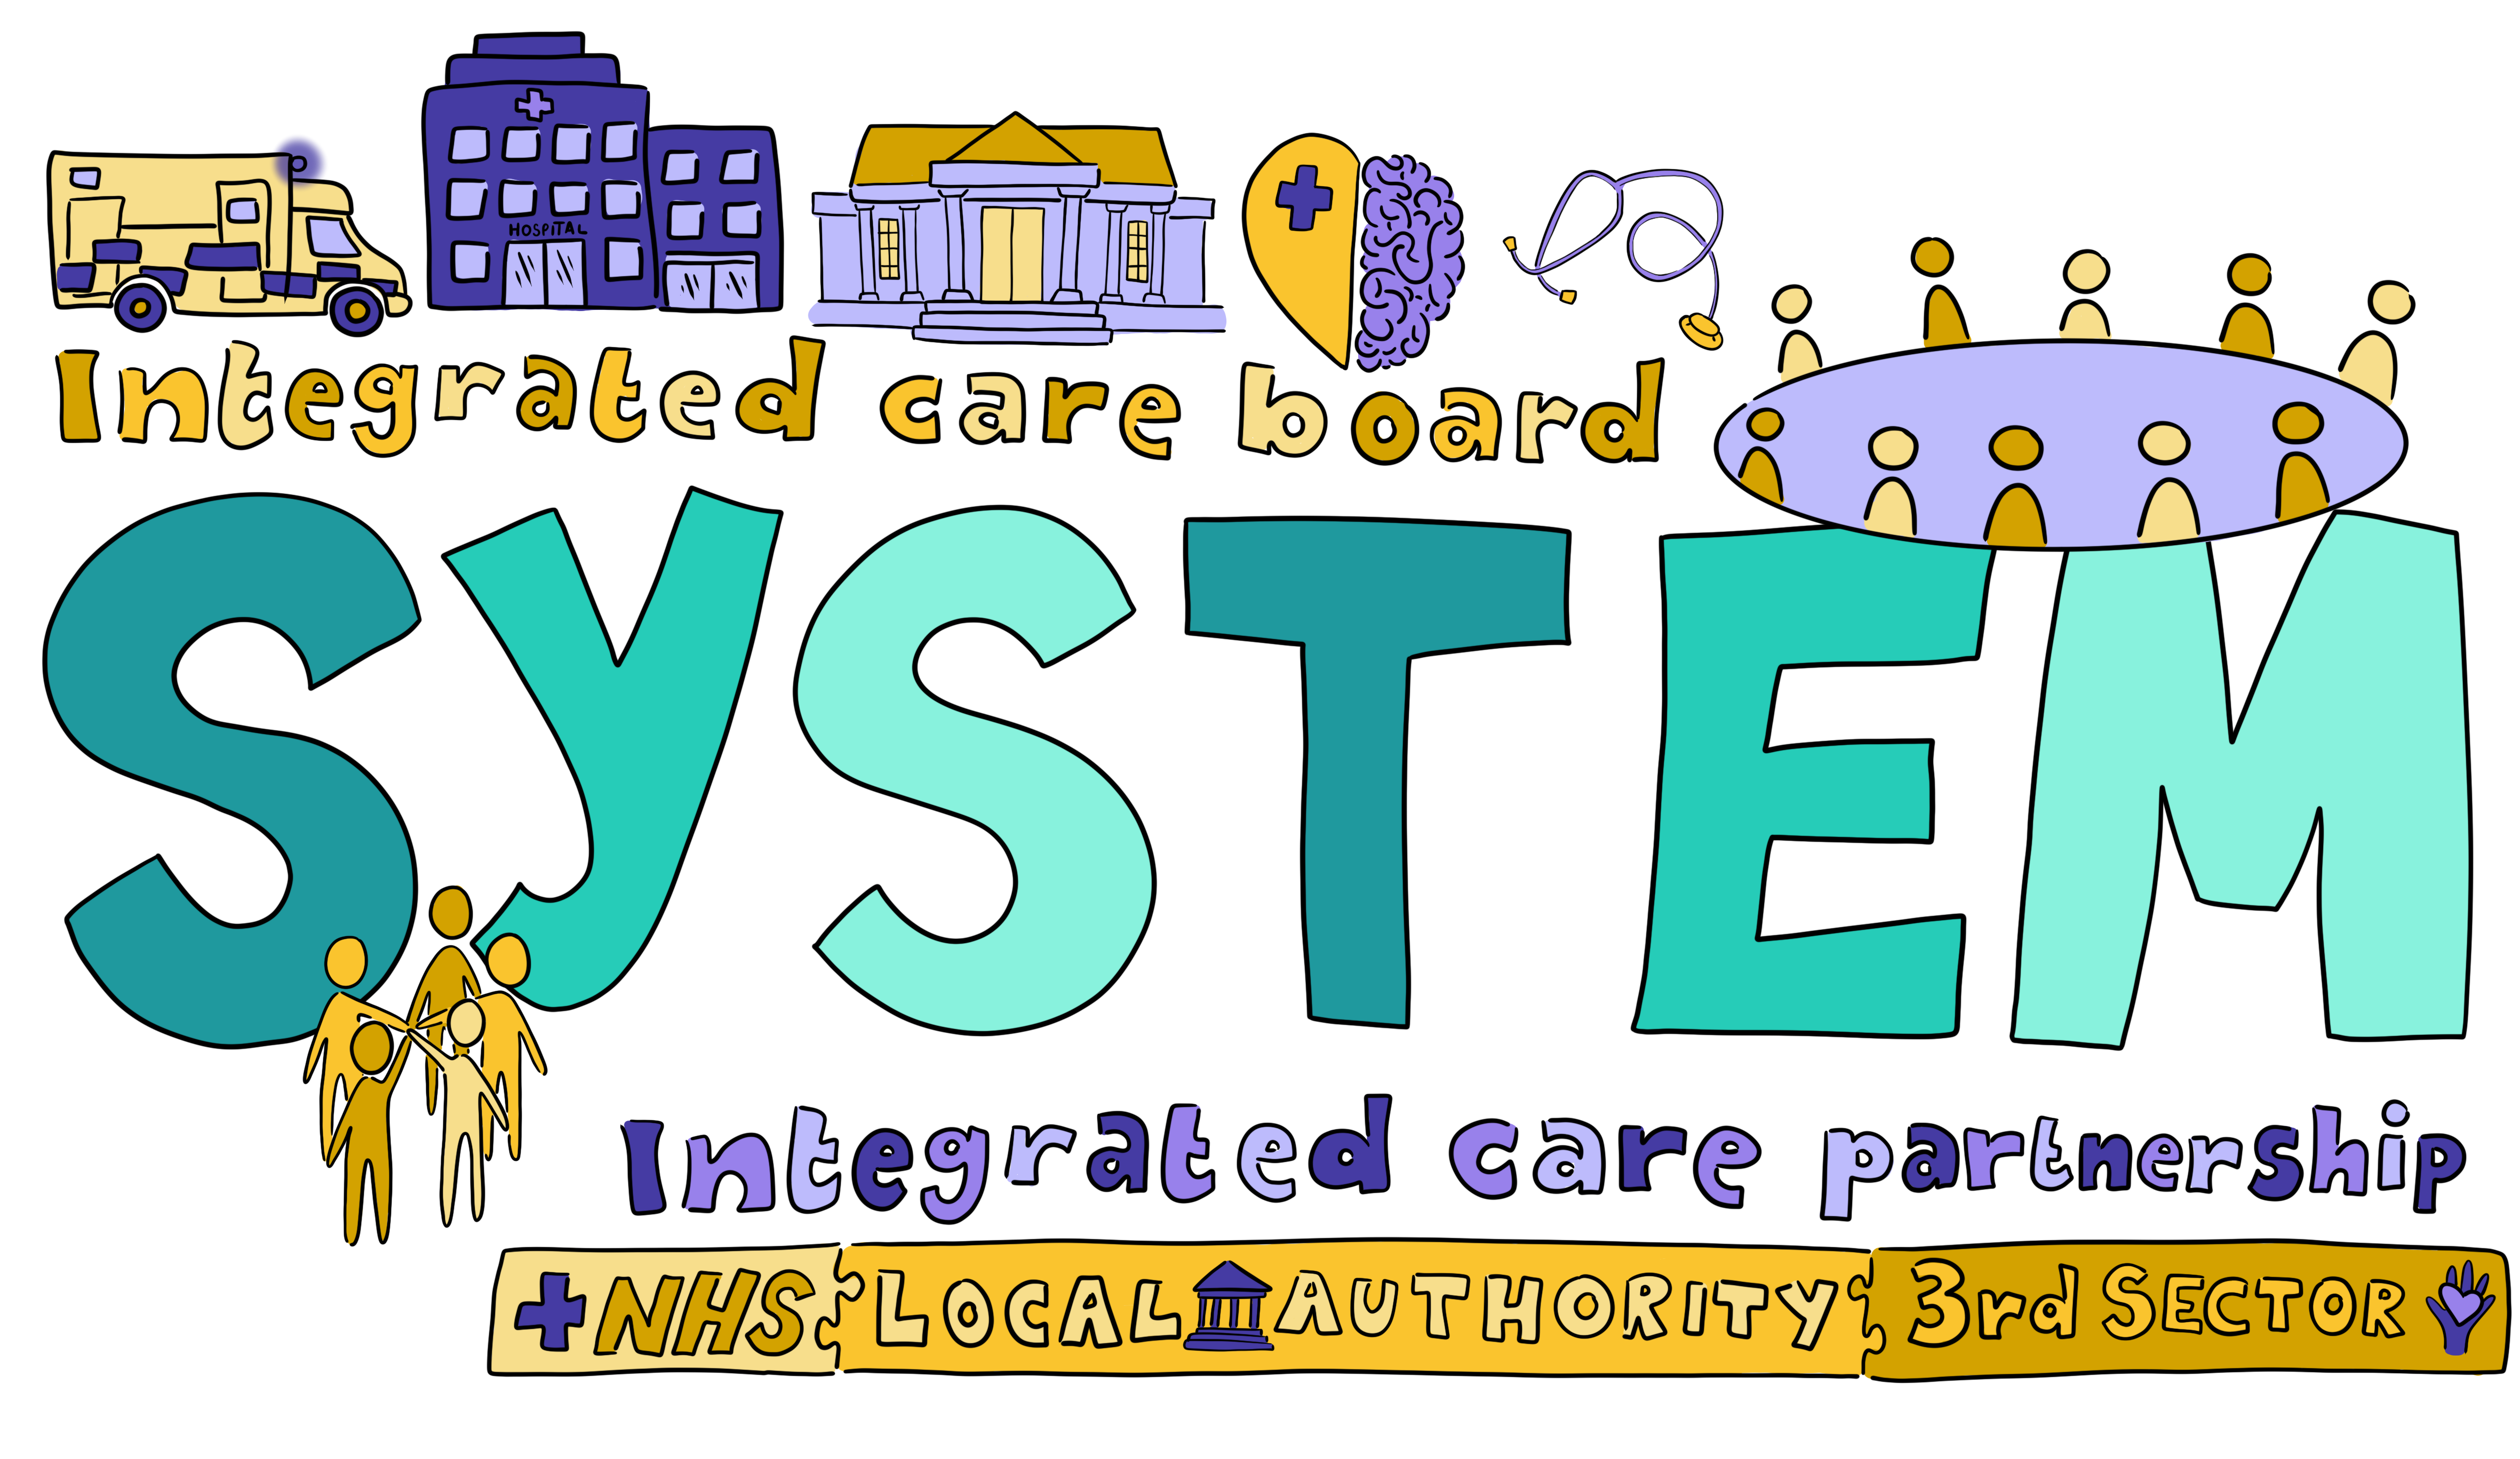 HOSPITAL
Integrated care board
SYSTEM
Integrated care partnership
NHS LOCAL AUTHORITY 3rd SECTOR